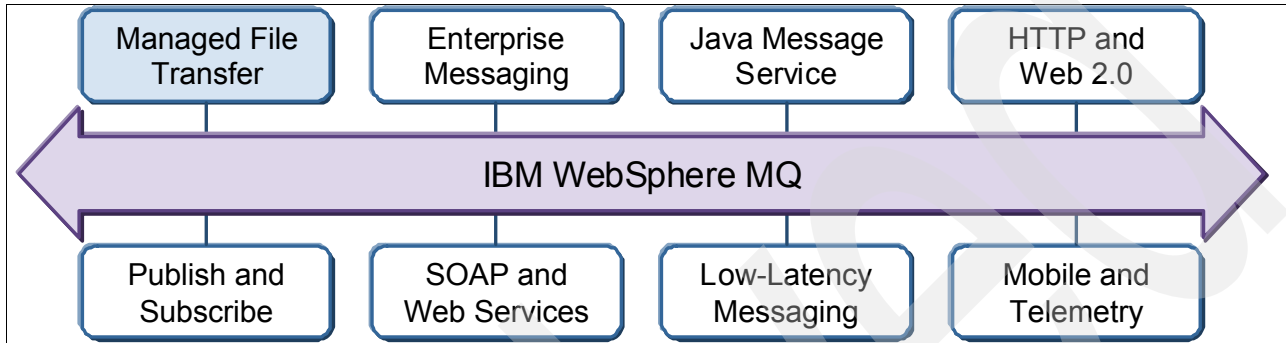 Managed File
Transfer
Enterprise
Messaging
Java Message
Service
HTTP and
Web 2.0
IBM WebSphere MQ
Publish and
Subscribe
SOAP and
Web Services
Low-Latency
Messaging
Mobile and
Telemetry